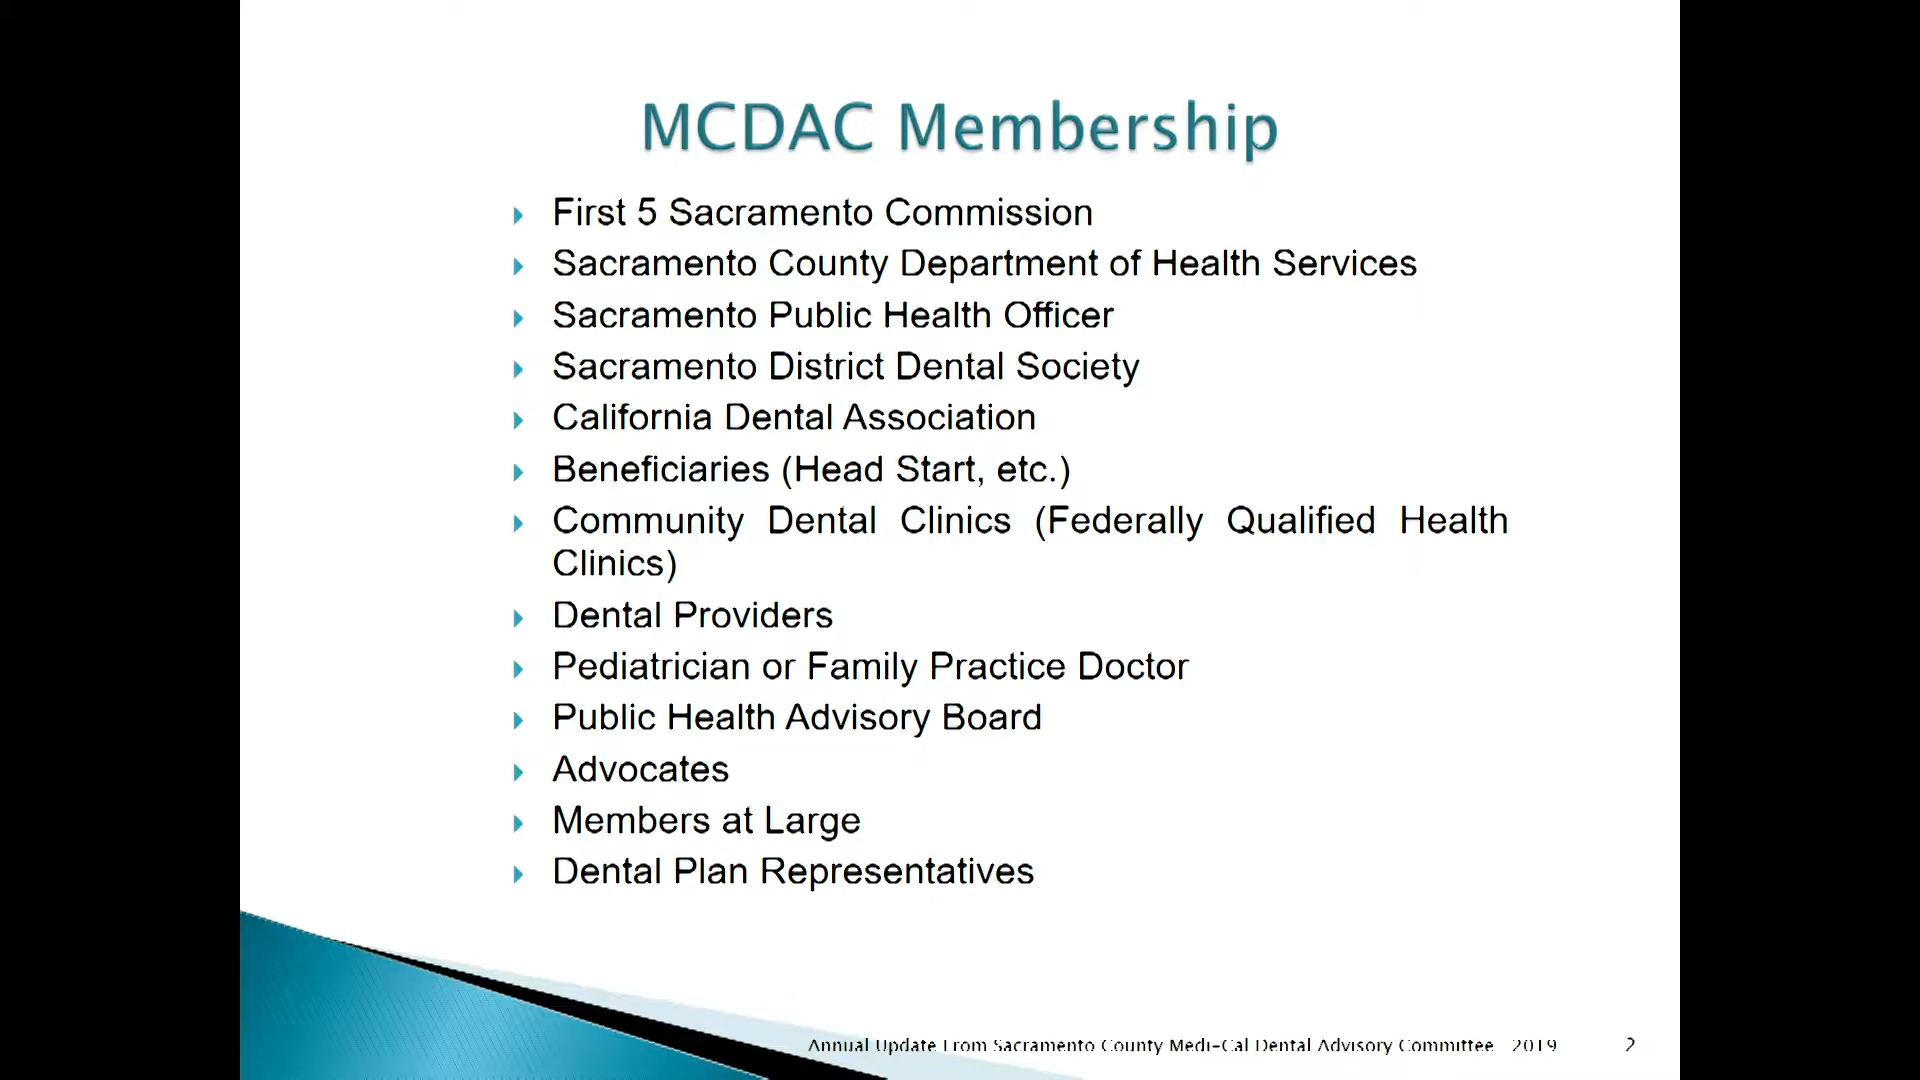 MCDAC Membership
First 5 Sacramento Commission
Sacramento County Department of Health Services
Sacramento Public Health Officer
Sacramento District Dental Society
California Dental Association
Beneficiaries (Head Start, etc.)
Community Dental Clinics (Federally Qualified Health
Clinics)
Dental Providers
Pediatrician or Family Practice Doctor
Public Health Advisory Board
Advocates
Members at Large
Dental Plan Representatives
Annual Update From Sacramento County Medi-Cal Dental Advisory Committee 2019 2